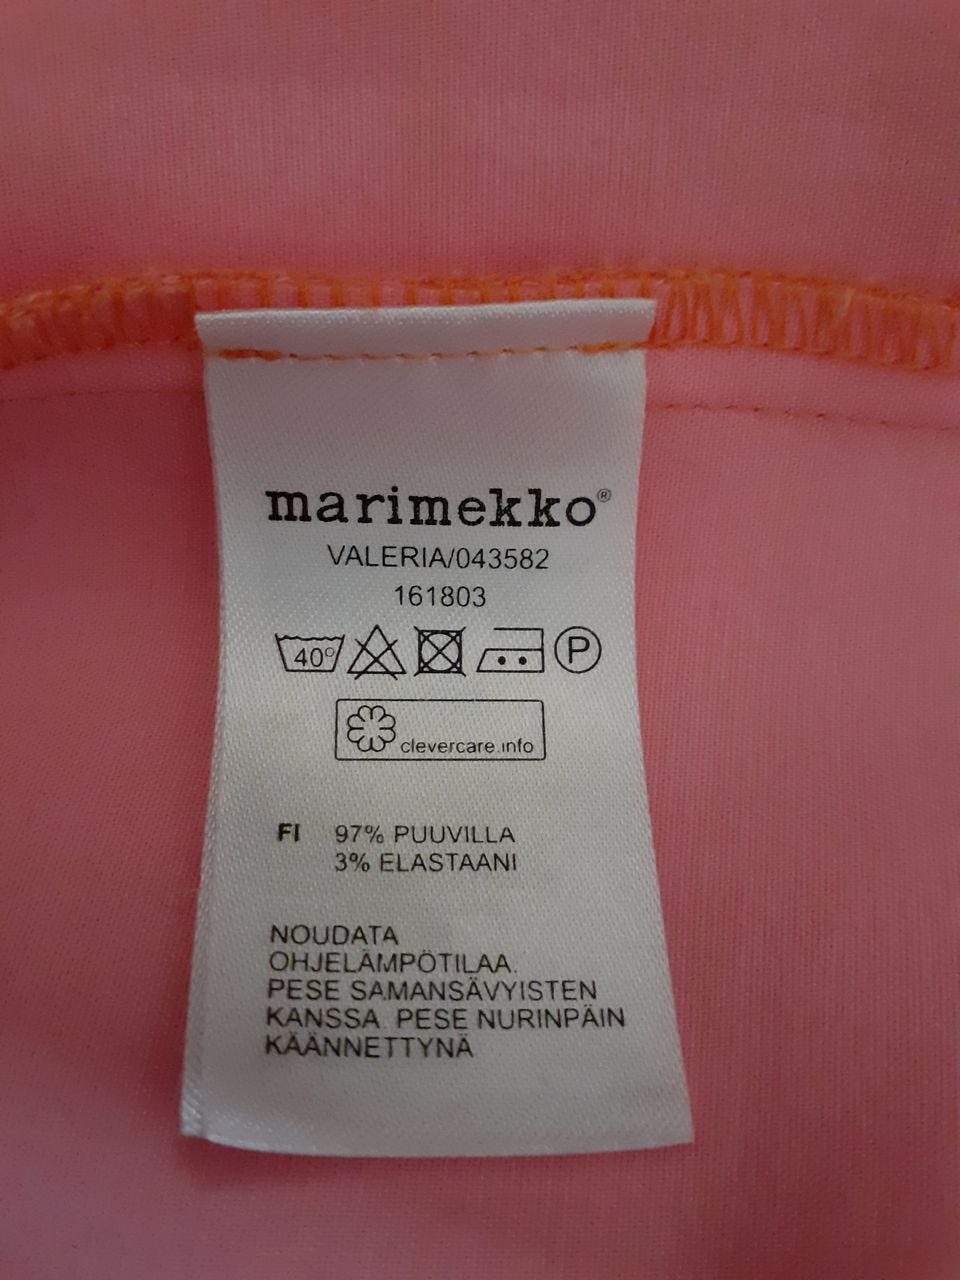 marimekko®
VALERIA/043582
161803
40° P
clevercare.info
FI 97% PUUVILLA
3% ELASTAANI
NOUDATA
OHJELÄMPÖTILAA.
PESE SAMANSÄVYISTEN
KANSSA. PESE NURINPÄIN
KÄÄNNETTYNÄ